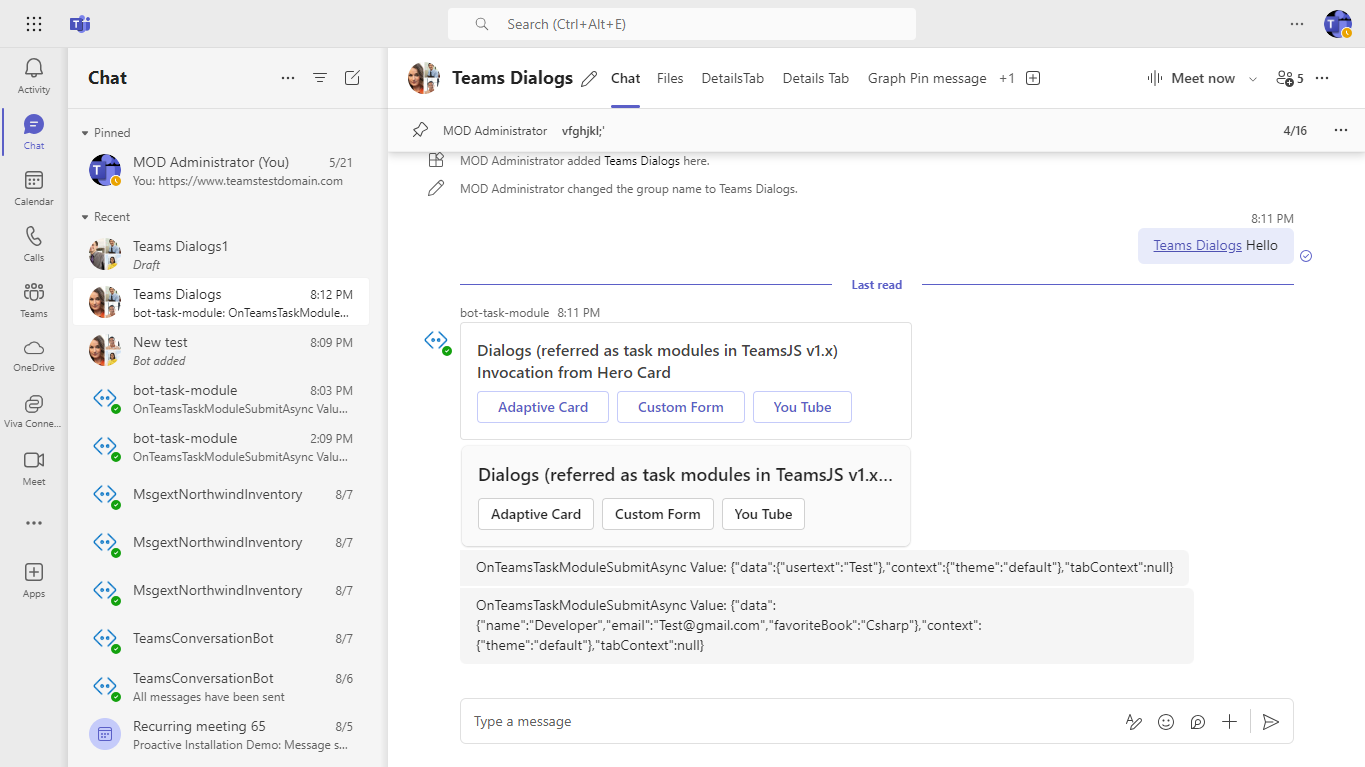 Search (Ctrl+Alt+E)
Activity
Chat
Calendar
Calls
Teams
OneDrive
Viva Conne...
Meet
Apps
Chat
Pinned
MOD Administrator (You) 5/21
You: https://www.teamstestdomain.com
Recent
Teams Dialogs1
Draft
Teams Dialogs 8:12 PM
bot-task-module: OnTeamsTaskModule...
New test 8:09 PM
Bot added
bot-task-module 8:03 PM
OnTeamsTaskModuleSubmitAsync Valu...
bot-task-module 2:09 PM
OnTeamsTaskModuleSubmitAsync Valu...
MsgextNorthwindInventory 8/7
MsgextNorthwindInventory 8/7
MsgextNorthwindInventory 8/7
TeamsConversationBot 8/7
TeamsConversationBot 8/6
All messages have been sent
Recurring meeting 65 8/5
Proactive Installation Demo: Message s...
Teams Dialogs Chat Files DetailsTab Details Tab Graph Pin message +1 Meet now 5
MOD Administrator vfghjkl;' 4/16
MOD Administrator added Teams Dialogs here.
MOD Administrator changed the group name to Teams Dialogs.
8:11 PM
Teams Dialogs Hello
Last read
bot-task-module 8:11 PM
Dialogs (referred as task modules in TeamsJS v1.x)
Invocation from Hero Card
Adaptive Card Custom Form You Tube
Dialogs (referred as task modules in TeamsJS v1.x...
Adaptive Card Custom Form You Tube
OnTeamsTaskModuleSubmitAsync Value: {"data":{"usertext":"Test"},"context":{"theme":"default"},"tabContext":null}
OnTeamsTaskModuleSubmitAsync Value: {"data":
{"name":"Developer","email":"Test@gmail.com","favoriteBook":"Csharp"},"context":
{"theme":"default"},"tabContext":null}
Type a message